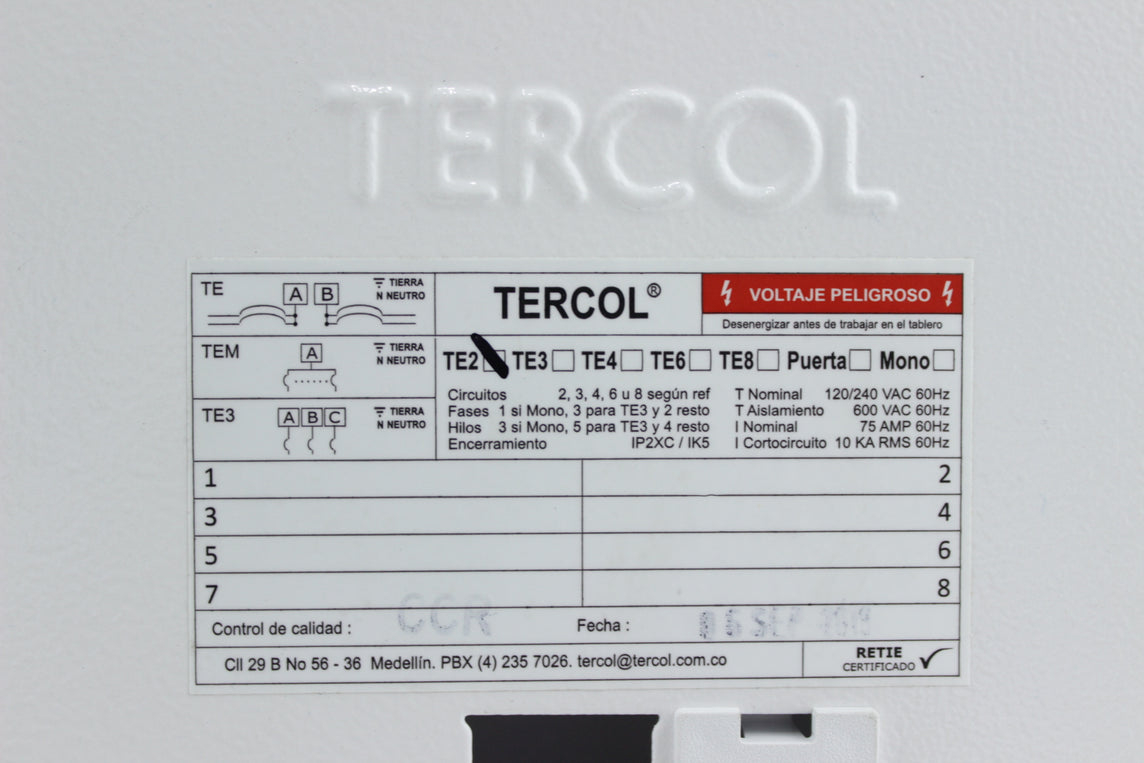 TERCOL
TE
A B
TIERRA
N NEUTRO
TERCOL®
VOLTAJE PELIGROSO
Desenergizar antes de trabajar en el tablero
TEM
A
TIERRA
N NEUTRO
TE2 TE3 TE4 TE6 TE8 Puerta Mono
TE3
A B C
TIERRA
N NEUTRO
Circuitos 2, 3, 4, 6 u 8 según ref
Fases 1 si Mono, 3 para TE3 y 2 resto
Hilos 3 si Mono, 5 para TE3 y 4 resto
Encerramiento IP2XC / IK5
T Nominal 120/240 VAC 60Hz
T Aislamiento 600 VAC 60Hz
I Nominal 75 AMP 60Hz
I Cortocircuito 10 KA RMS 60Hz
1 2
3 4
5 6
7 8
Control de calidad : CCR Fecha :
Cll 29 B No 56 - 36 Medellín. PBX (4) 235 7026. tercol@tercol.com.co
RETIE
CERTIFICADO